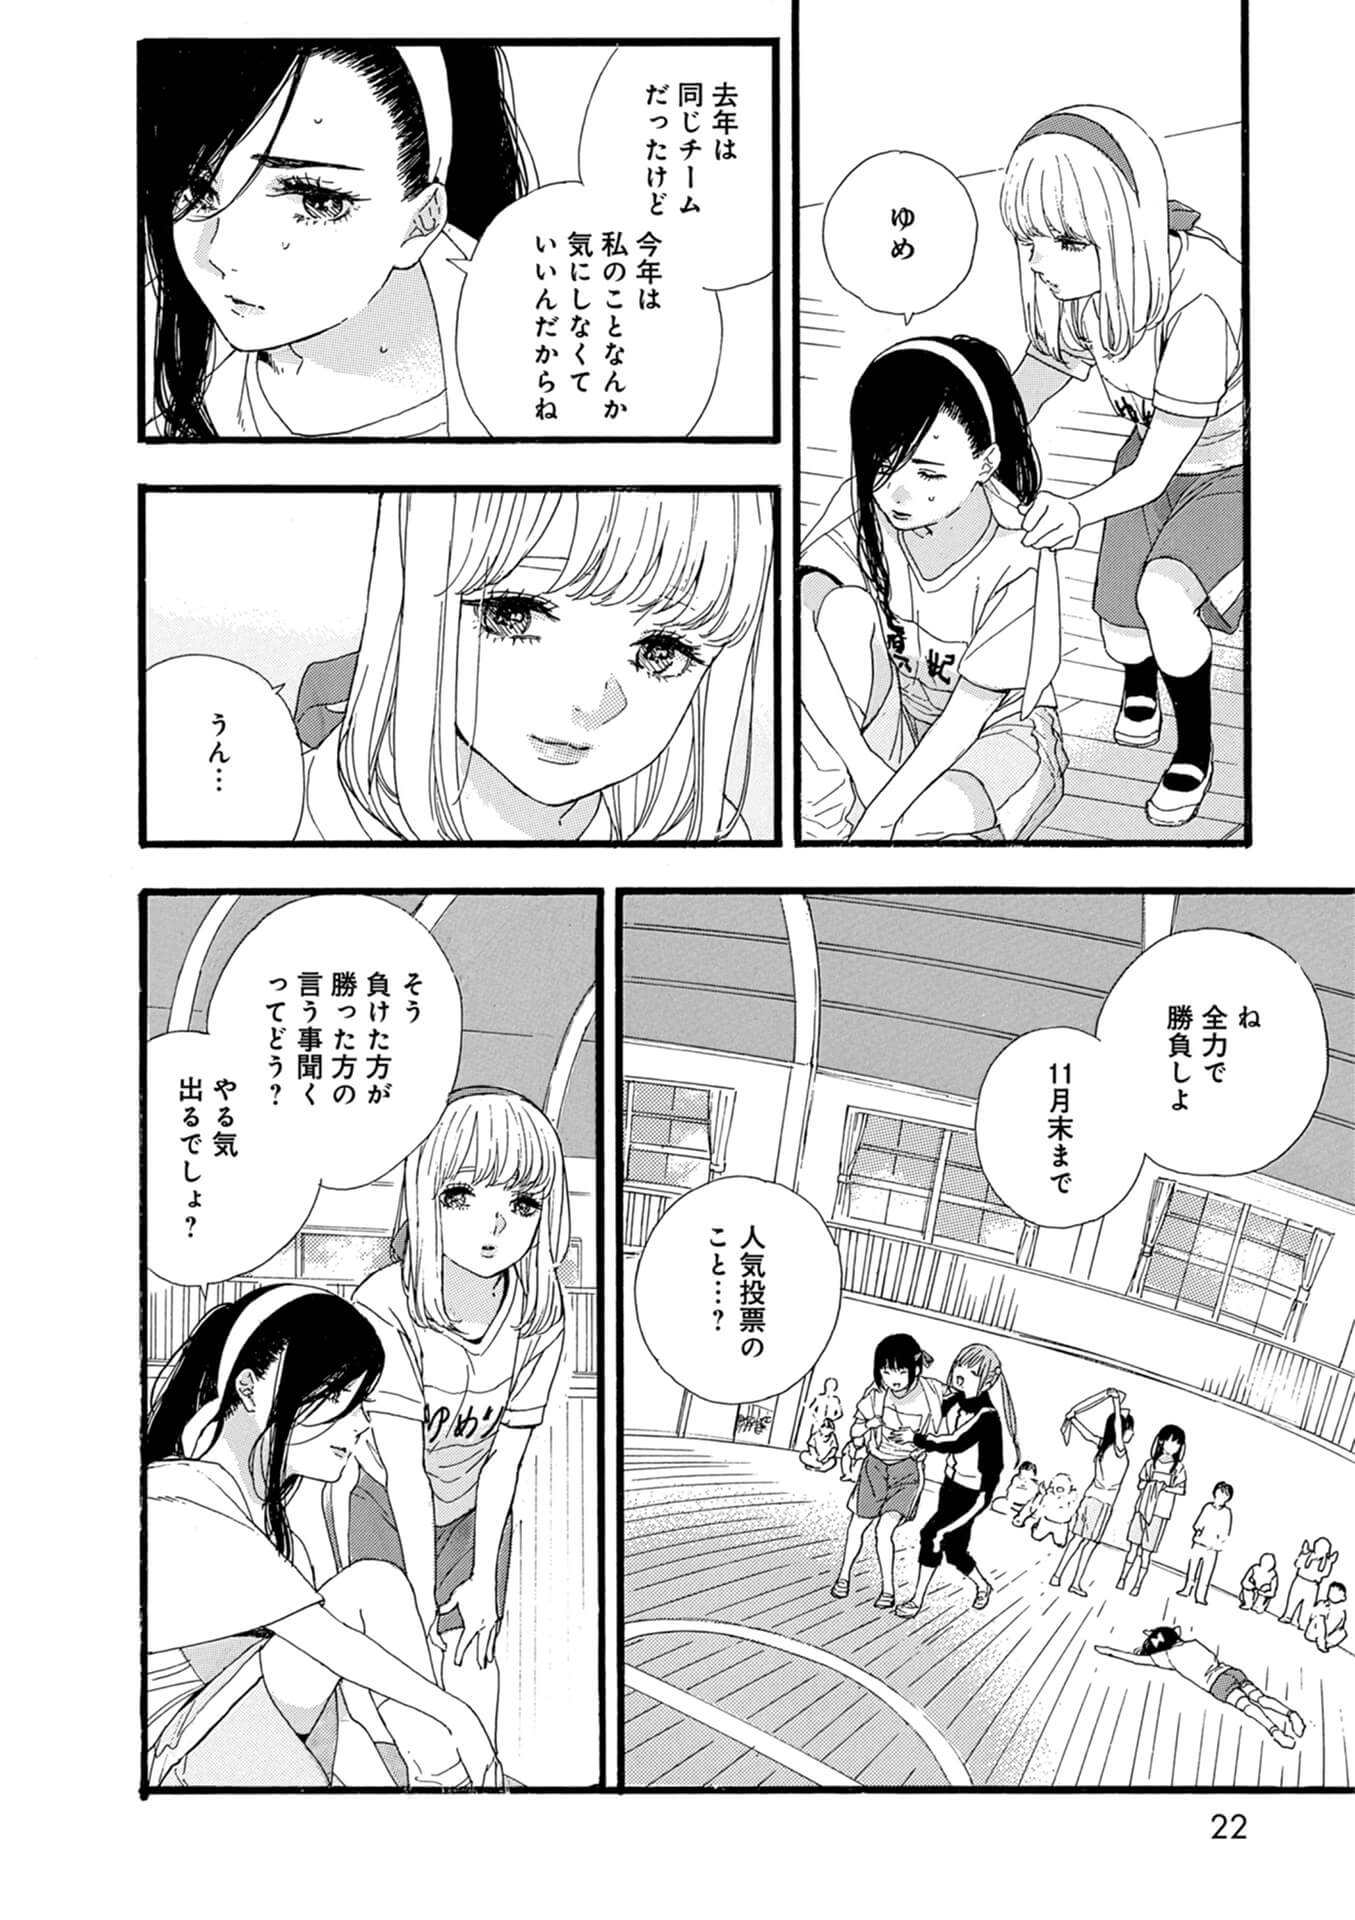 ゆめ
去年は
同じチーム
だったけど
今年は
私のことなんか
気にしなくて
いいんだからね
うん…
ね
全力で
勝負しよ
11月末まで
人気投票の
こと…?
そう
負けた方が
勝った方の
言う事聞く
ってどう?
やる気
出るでしょ?
ゆめり
22